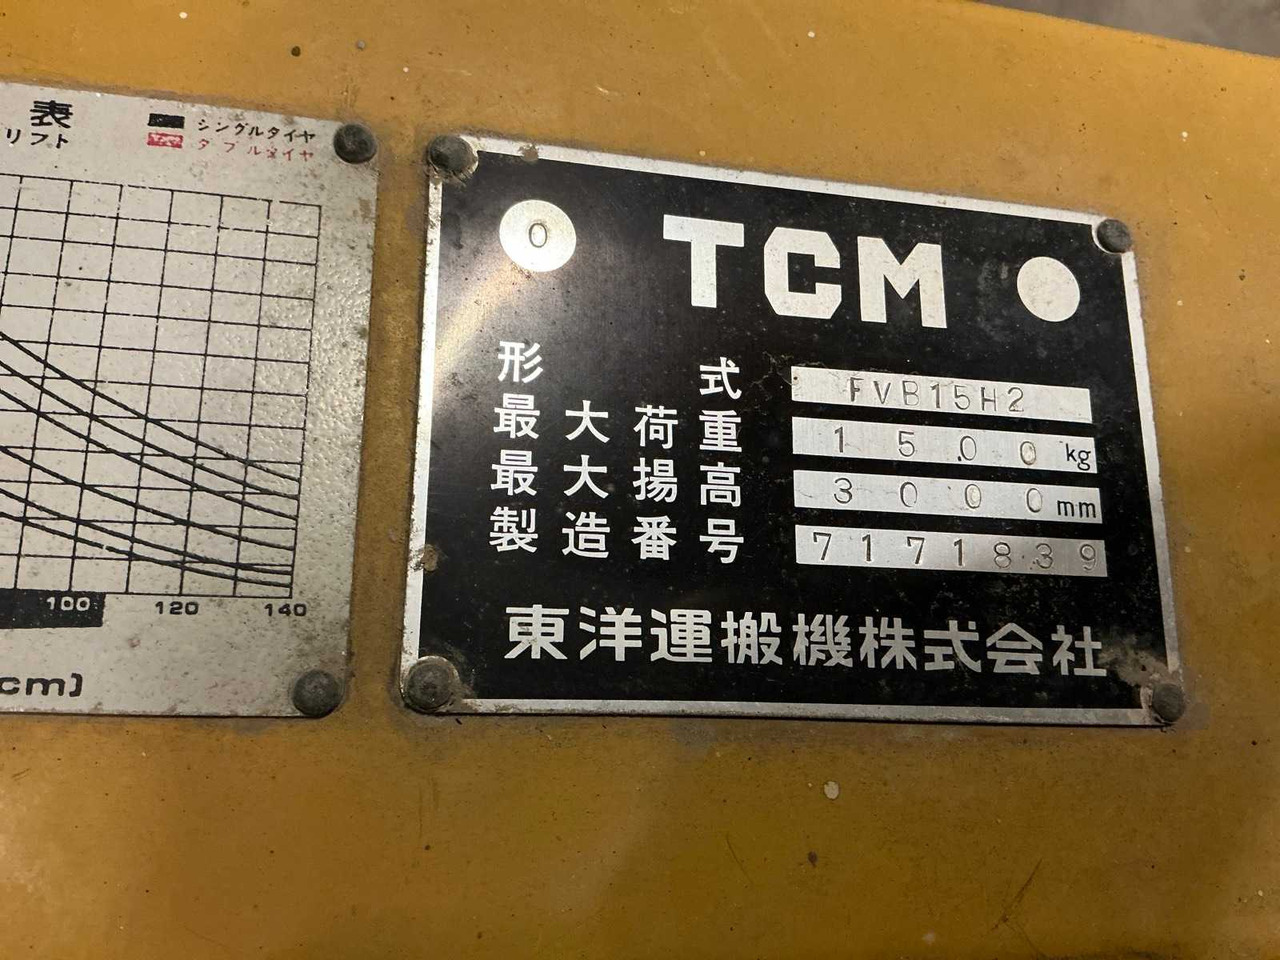 表
リフト
シングルタイヤ
ダブルタイヤ
100 120 140
cm)
0
TCM
形式 FVB15H2
最大荷重 1500 kg
最大揚高 3000 mm
製造番号 7171839
東洋運搬機株式会社